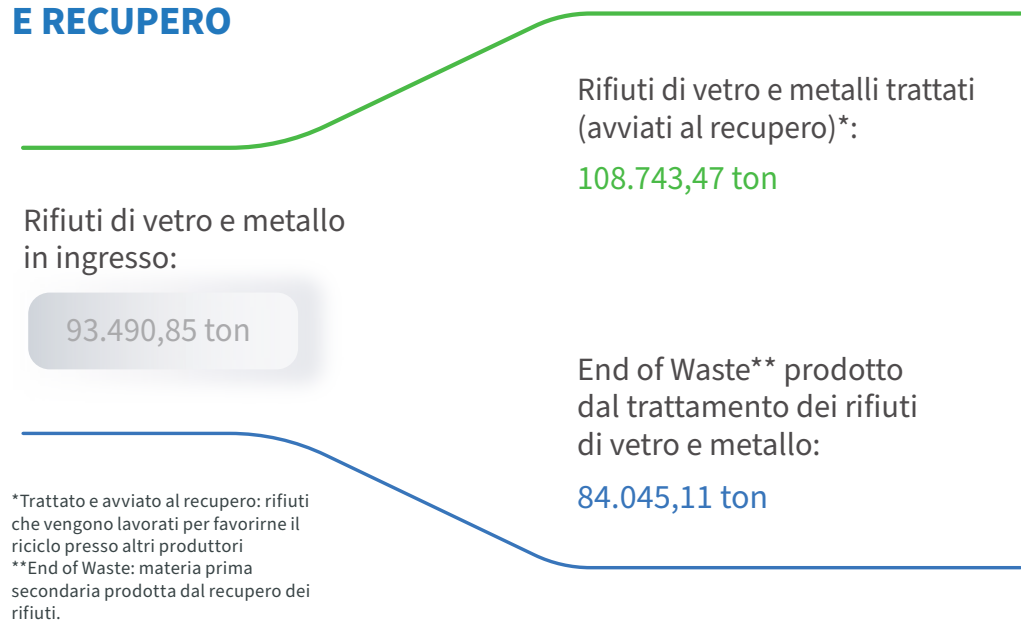 E RECUPERO
Rifiuti di vetro e metalli trattati
(avviati al recupero)*:
108.743,47 ton
Rifiuti di vetro e metallo
in ingresso:
93.490,85 ton
End of Waste** prodotto
dal trattamento dei rifiuti
di vetro e metallo:
84.045,11 ton
*Trattato e avviato al recupero: rifiuti
che vengono lavorati per favorirne il
riciclo presso altri produttori
**End of Waste: materia prima
secondaria prodotta dal recupero dei
rifiuti.